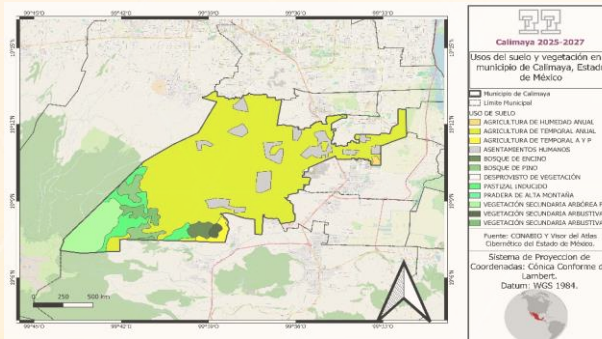 Calimaya 2025-2027
Usos del suelo y vegetación en
municipio de Calimaya, Estado
de México
Municipio de Calimaya
Límite Municipal
USO DE SUELO
AGRICULTURA DE HUMEDAD ANUAL
AGRICULTURA DE TEMPORAL ANUAL
AGRICULTURA DE TEMPORAL A Y P
ASENTAMIENTOS HUMANOS
BOSQUE DE ENCINO
BOSQUE DE PINO
DESPROVISTO DE VEGETACIÓN
PASTIZAL INDUCIDO
PRADERA DE ALTA MONTAÑA
VEGETACIÓN SECUNDARIA ARBÓREA
VEGETACIÓN SECUNDARIA ARBUSTIVA
VEGETACIÓN SECUNDARIA ARBUSTIVA
Fuente: CONABIO Y Visor del Atlas
Cibernético del Estado de México.
Sistema de Proyeccion de
Coordenadas: Cónica Conforme de
Lambert.
Datum: WGS 1984.
0 250 500 km